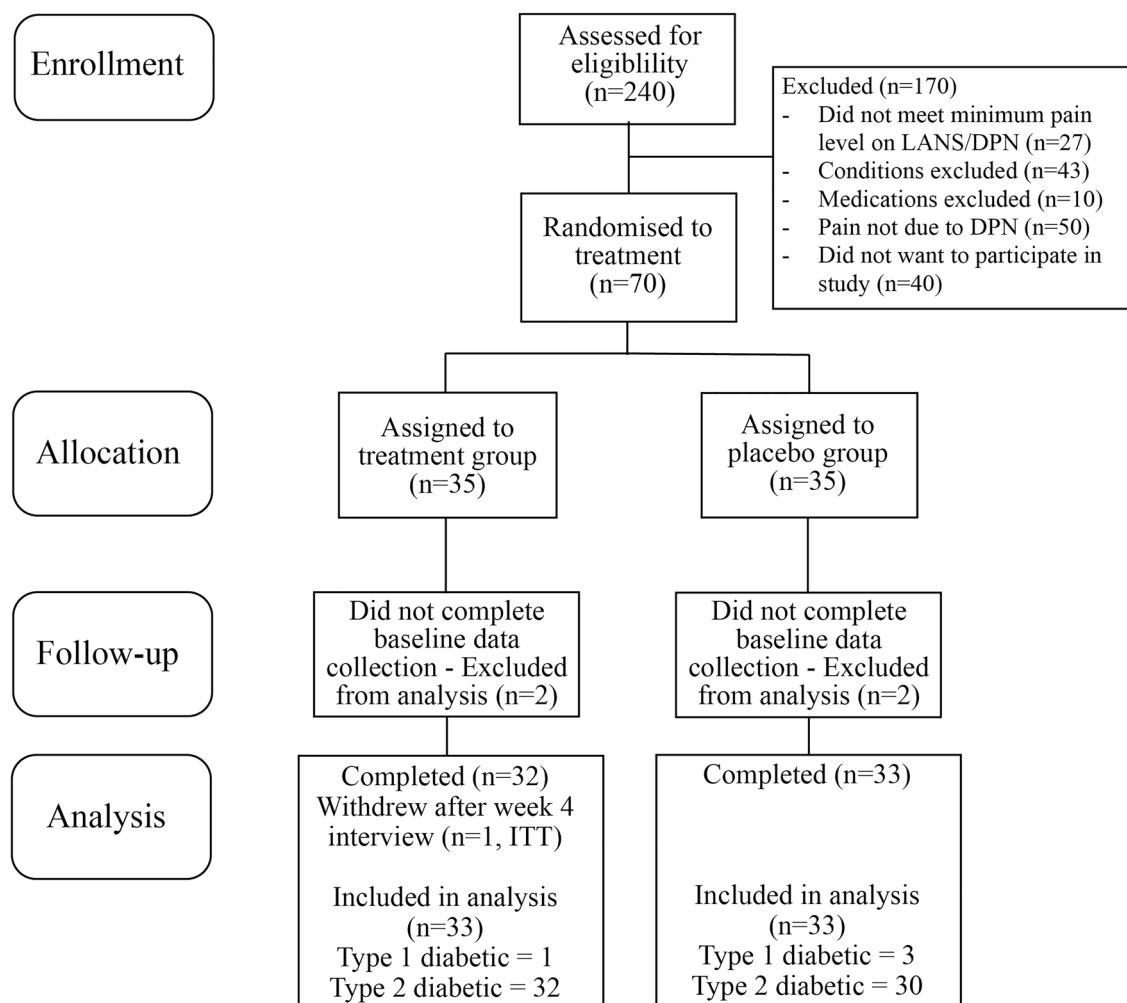 Enrollment
Assessed for
eligiblility
(n=240)
Excluded (n=170)
- Did not meet minimum pain
level on LANS/DPN (n=27)
- Conditions excluded (n=43)
- Medications excluded (n=10)
- Pain not due to DPN (n=50)
- Did not want to participate in
study (n=40)
Randomised to
treatment
(n=70)
Allocation
Assigned to
treatment group
(n=35)
Assigned to
placebo group
(n=35)
Follow-up
Did not complete
baseline data
collection - Excluded
from analysis (n=2)
Did not complete
baseline data
collection - Excluded
from analysis (n=2)
Analysis
Completed (n=32)
Withdrew after week 4
interview (n=1, ITT)
Included in analysis
(n=33)
Type 1 diabetic = 1
Type 2 diabetic = 32
Completed (n=33)
Included in analysis
(n=33)
Type 1 diabetic = 3
Type 2 diabetic = 30